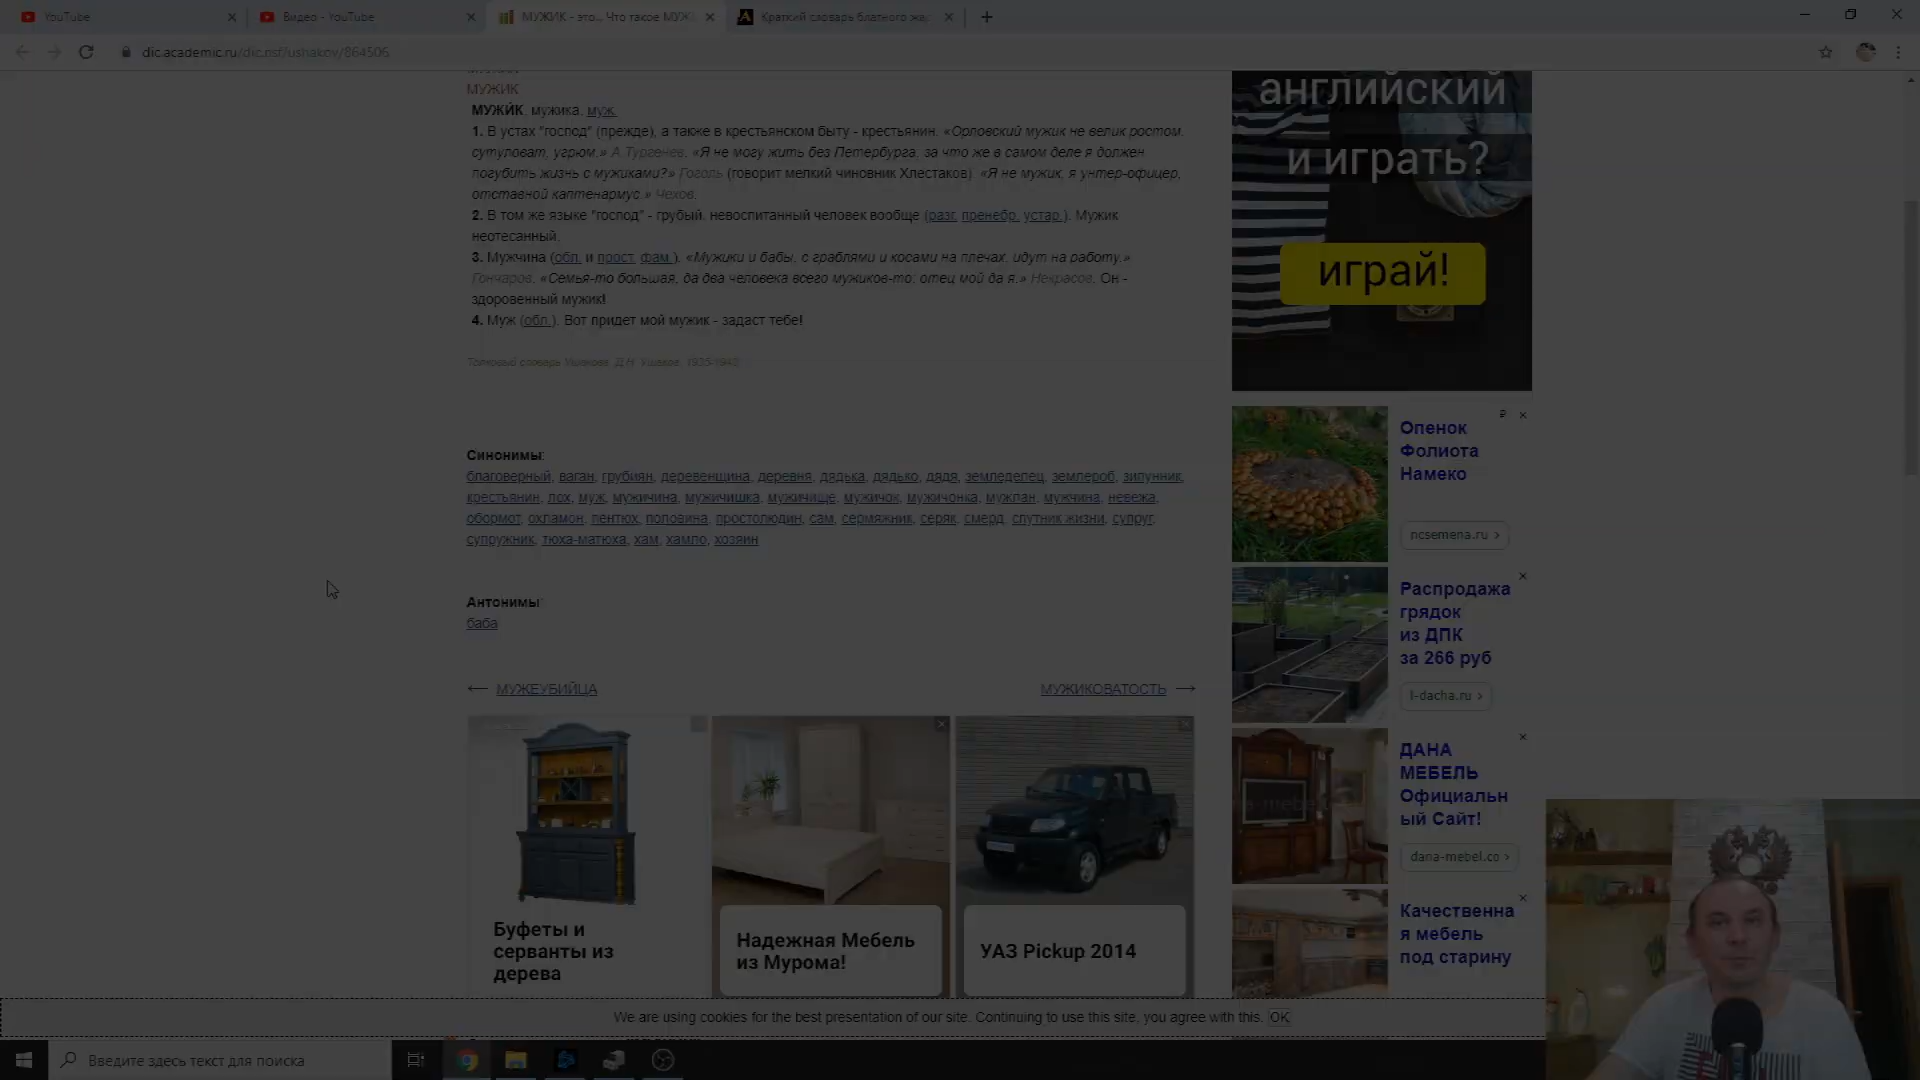 YouTube
Видео - YouTube
МУЖИК - это... Что такое МУЖ
Краткий словарь блатного жар
dic.academic.ru/dic.nsf/ushakov/864506
МУЖИК
МУЖИ́К, мужика, муж.
1. В устах "господ" (прежде), а также в крестьянском быту - крестьянин. «Орловский мужик не велик ростом,
сутуловат, угрюм.» А.Тургенев. «Я не могу жить без Петербурга, за что же в самом деле я должен
погубить жизнь с мужиками?» Гоголь (говорит мелкий чиновник Хлестаков). «Я не мужик, я унтер-офицер,
отставной каптенармус.» Чехов.
2. В том же языке "господ" - грубый, невоспитанный человек вообще (разг. пренебр. устар.). Мужик
неотесанный.
3. Мужчина (обл. и прост. фам.). «Мужики и бабы, с граблями и косами на плечах, идут на работу.»
Гончаров. «Семья-то большая, да два человека всего мужиков-то: отец мой да я.» Некрасов. Он -
здоровенный мужик!
4. Муж (обл.). Вот придет мой мужик - задаст тебе!
Толковый словарь Ушакова. Д.Н. Ушаков. 1935-1940.
Синонимы:
благоверный, ваган, грубиян, деревенщина, деревня, дядька, дядько, дядя, земледелец, землероб, зипунник,
крестьянин, лох, муж, мужичина, мужичишка, мужичище, мужичок, мужичонка, мужлан, мужчина, невежа,
обормот, охламон, пентюх, половина, простолюдин, сам, сермяжник, серяк, смерд, спутник жизни, супруг,
супружник, тюха-матюха, хам, хамло, хозяин
Антонимы:
баба
МУЖЕУБИЙЦА
МУЖИКОВАТОСТЬ
Буфеты и
серванты из
дерева
Надежная Мебель
из Мурома!
УАЗ Pickup 2014
английский
и играть?
играй!
Опенок
Фолиота
Намеко
ncsemena.ru
Распродажа
грядок
из ДПК
за 266 руб
l-dacha.ru
ДАНА
МЕБЕЛЬ
Официальн
ый Сайт!
dana-mebel.co
Качественна
я мебель
под старину
We are using cookies for the best presentation of our site. Continuing to use this site, you agree with this. OK
Введите здесь текст для поиска